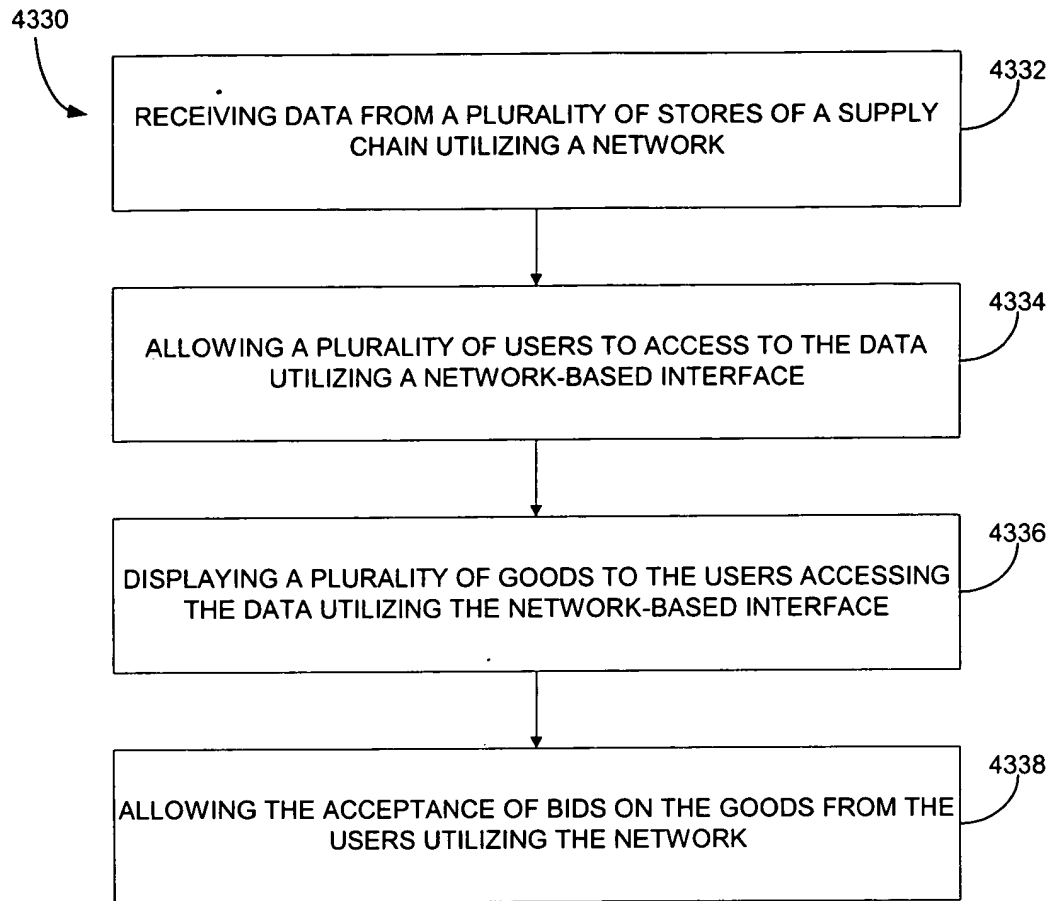 4330
4332
RECEIVING DATA FROM A PLURALITY OF STORES OF A SUPPLY
CHAIN UTILIZING A NETWORK
4334
ALLOWING A PLURALITY OF USERS TO ACCESS TO THE DATA
UTILIZING A NETWORK-BASED INTERFACE
4336
DISPLAYING A PLURALITY OF GOODS TO THE USERS ACCESSING
THE DATA UTILIZING THE NETWORK-BASED INTERFACE
4338
ALLOWING THE ACCEPTANCE OF BIDS ON THE GOODS FROM THE
USERS UTILIZING THE NETWORK